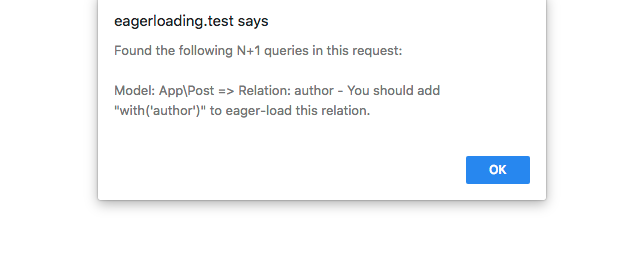 eagerloading.test says
Found the following N+1 queries in this request:
Model: App\Post => Relation: author - You should add
"with('author')" to eager-load this relation.
OK